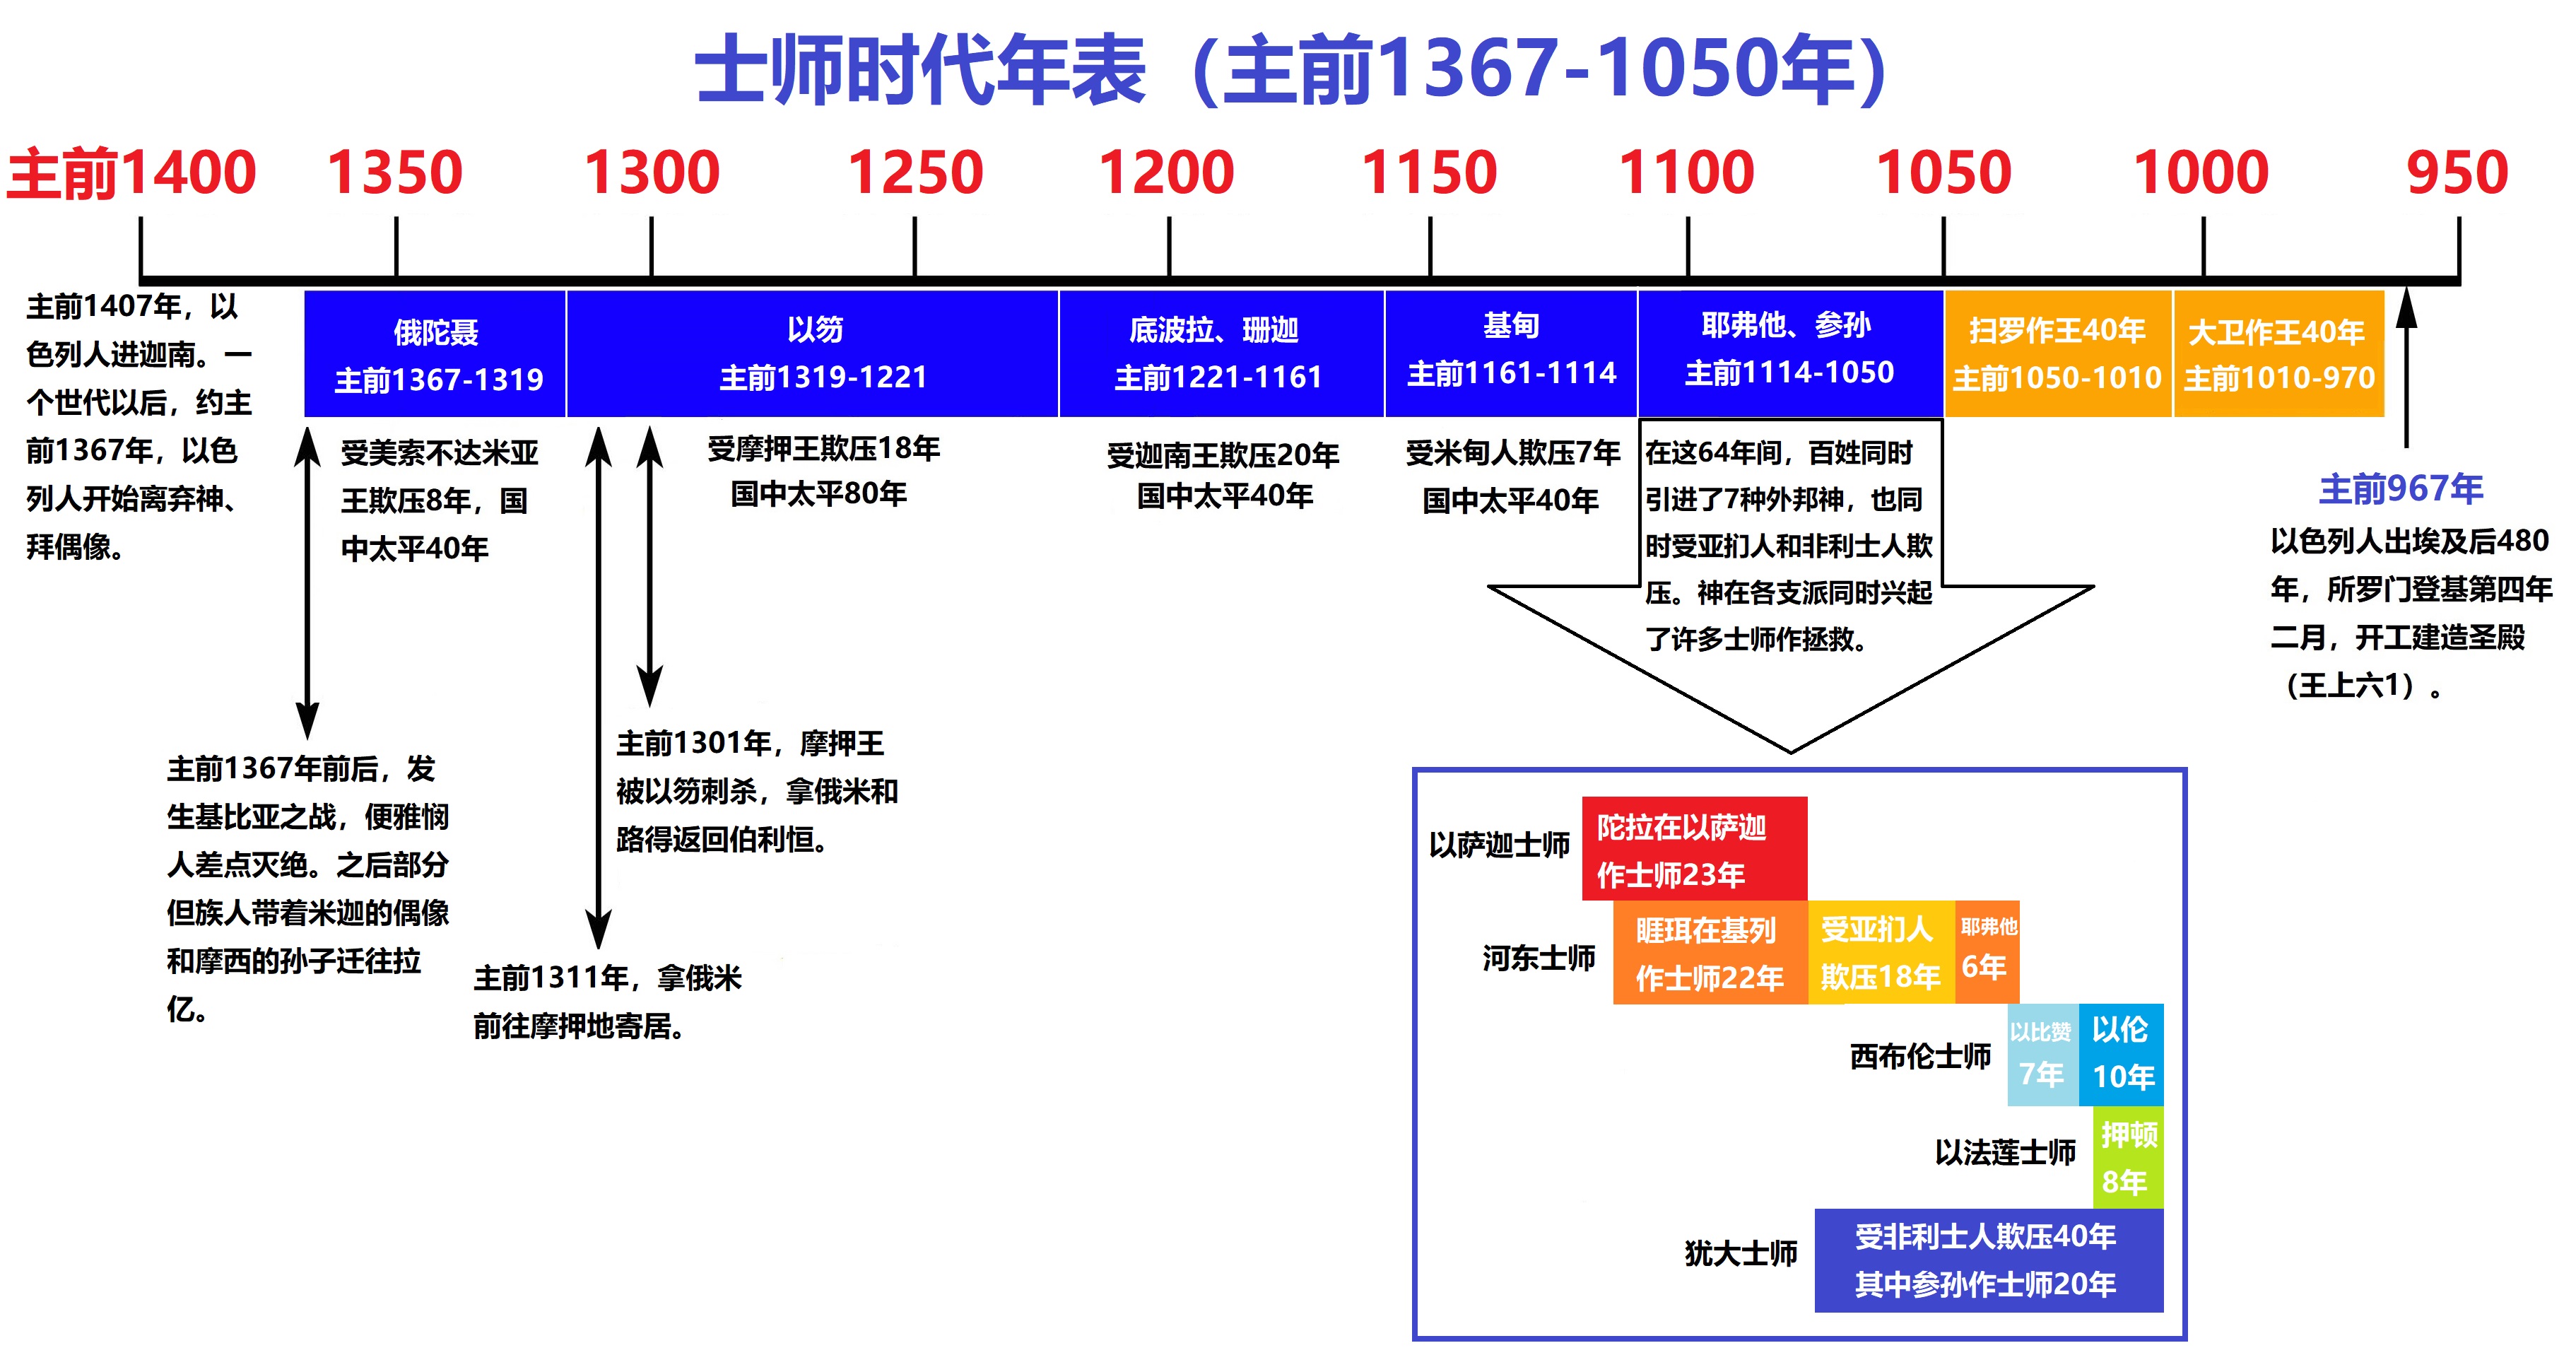 士师时代年表（主前1367-1050年）
主前1400
1350
1300
1250
1200
1150
1100
1050
1000
950
主前1407年，以
色列人进迦南。一
个世代以后，约主
前1367年，以色
列人开始离弃神、
拜偶像。
俄陀聂
主前1367-1319
以笏
主前1319-1221
底波拉、珊迦
主前1221-1161
基甸
主前1161-1114
耶弗他、参孙
主前1114-1050
扫罗作王40年
主前1050-1010
大卫作王40年
主前1010-970
受美索不达米亚
王欺压8年，国
中太平40年
受摩押王欺压18年
国中太平80年
受迦南王欺压20年
国中太平40年
受米甸人欺压7年
国中太平40年
在这64年间，百姓同时
引进了7种外邦神，也同
时受亚扪人和非利士人欺
压。神在各支派同时兴起
了许多士师作拯救。
主前967年
以色列人出埃及后480
年，所罗门登基第四年
二月，开工建造圣殿
（王上六1）。
主前1367年前后，发
生基比亚之战，便雅悯
人差点灭绝。之后部分
但族人带着米迦的偶像
和摩西的孙子迁往拉
亿。
主前1301年，摩押王
被以笏刺杀，拿俄米和
路得返回伯利恒。
主前1311年，拿俄米
前往摩押地寄居。
以萨迦士师
陀拉在以萨迦
作士师23年
河东士师
睚珥在基列
作士师22年
受亚扪人
欺压18年
耶弗他
6年
西布伦士师
以比赞
7年
以伦
10年
以法莲士师
押顿
8年
犹大士师
受非利士人欺压40年
其中参孙作士师20年